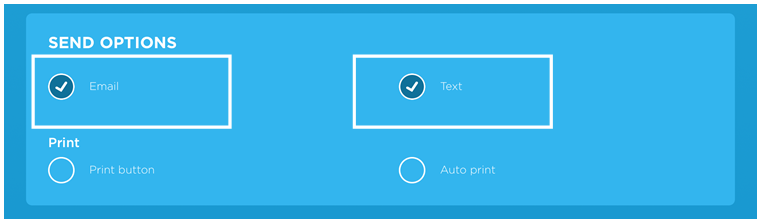 SEND OPTIONS
Email Text
Print
Print button Auto print